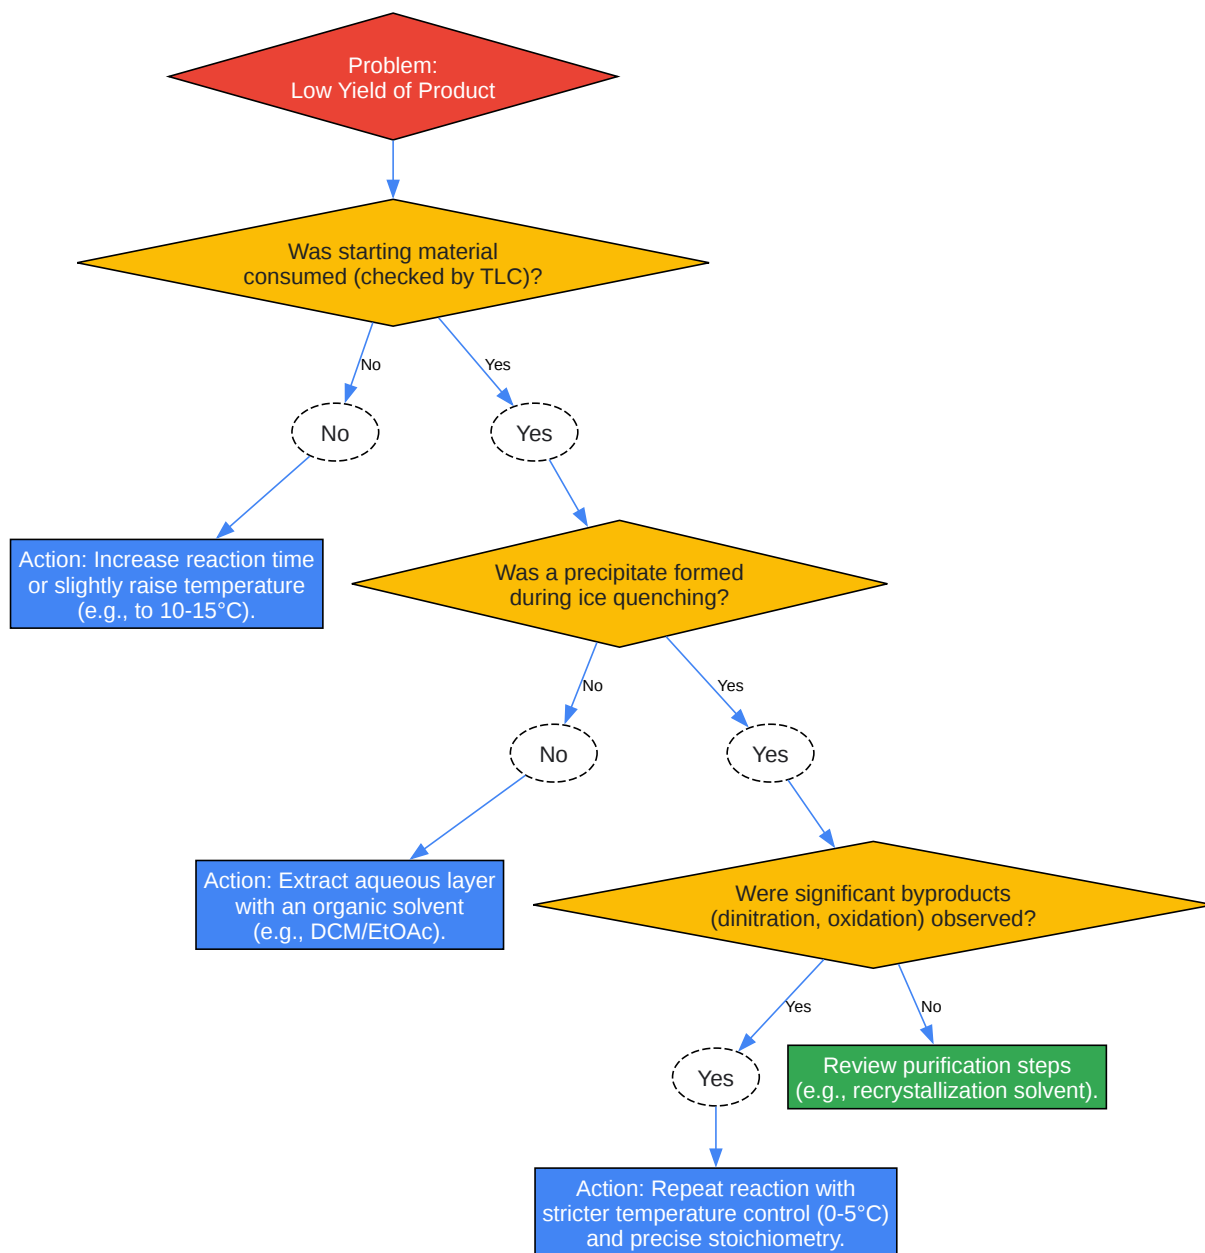 Problem:
Low Yield of Product
Was starting material
consumed (checked by TLC)?
No
Yes
No
Yes
Action: Increase reaction time
or slightly raise temperature
(e.g., to 10-15°C).
Was a precipitate formed
during ice quenching?
No
Yes
No
Yes
Action: Extract aqueous layer
with an organic solvent
(e.g., DCM/EtOAc).
Were significant byproducts
(dinitration, oxidation) observed?
Yes
No
Yes
Review purification steps
(e.g., recrystallization solvent).
Action: Repeat reaction with
stricter temperature control (0-5°C)
and precise stoichiometry.